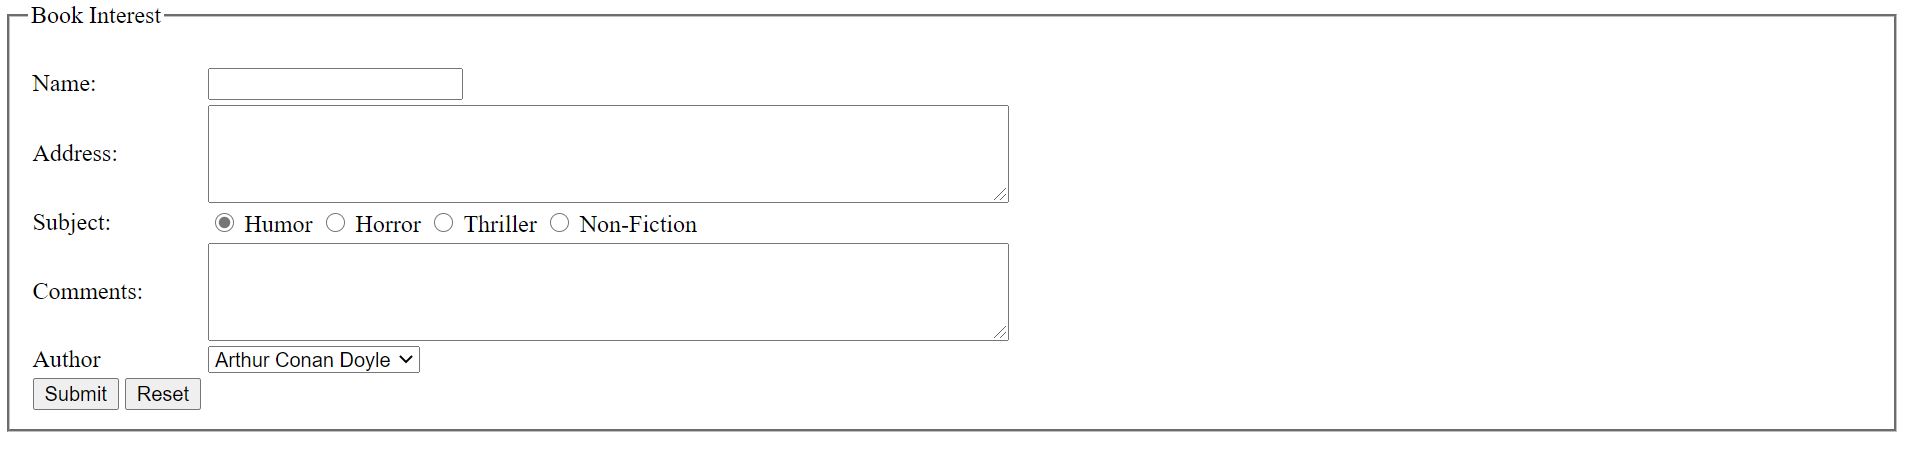 Book Interest
Name:
Address:
Subject: Humor Horror Thriller Non-Fiction
Comments:
Author Arthur Conan Doyle
Submit Reset